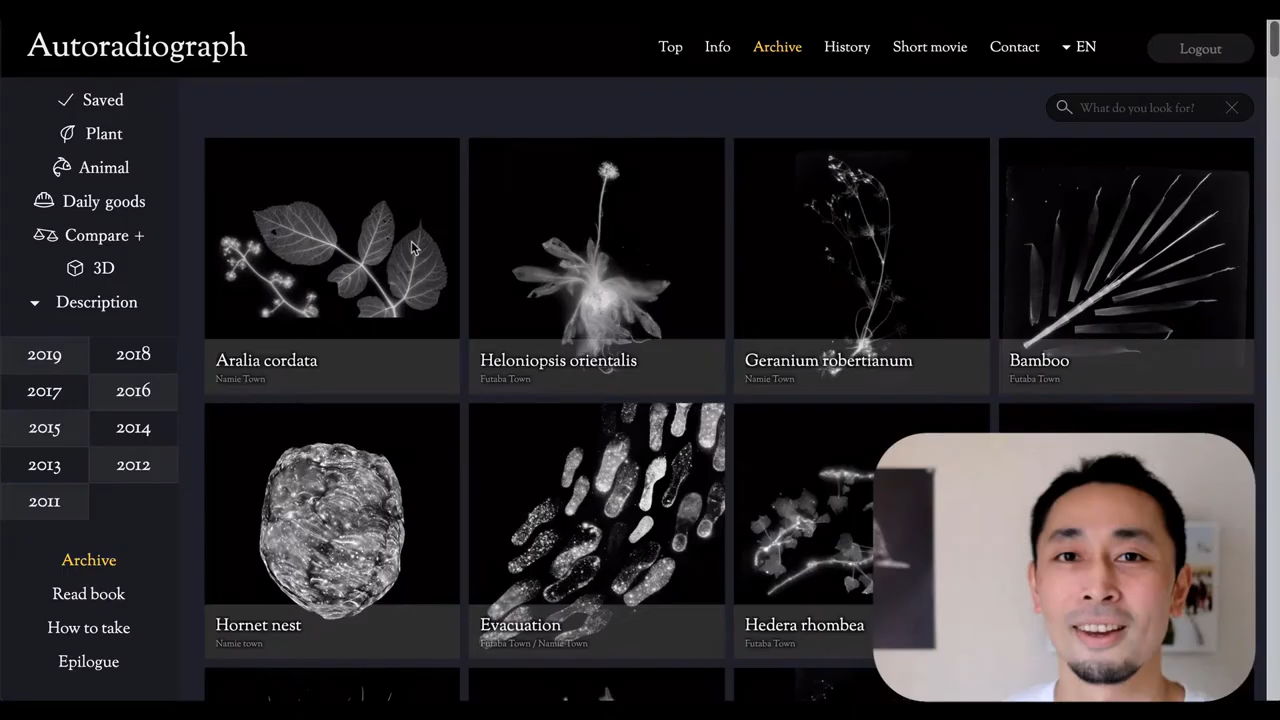 Autoradiograph
Top Info Archive History Short movie Contact EN Logout
What do you look for?
Saved
Plant
Animal
Daily goods
Compare +
3D
Description
2019 2018
2017 2016
2015 2014
2013 2012
2011
Archive
Read book
How to take
Epilogue
Aralia cordata
Namie Town
Heloniopsis orientalis
Futaba Town
Geranium robertianum
Namie Town
Bamboo
Futaba Town
Hornet nest
Namie town
Evacuation
Futaba Town / Namie Town
Hedera rhombea
Futaba Town